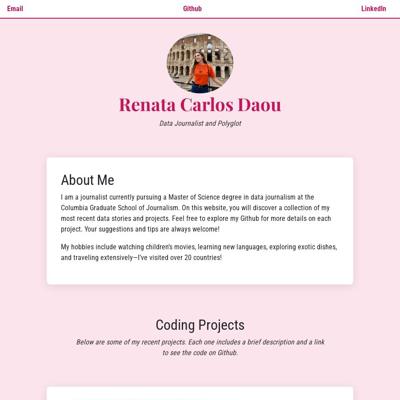 Email Github LinkedIn
Renata Carlos Daou
Data Journalist and Polyglot
About Me
I am a journalist currently pursuing a Master of Science degree in data journalism at the
Columbia Graduate School of Journalism. On this website, you will discover a collection of my
most recent data stories and projects. Feel free to explore my Github for more details on each
project. Your suggestions and tips are always welcome!
My hobbies include watching children's movies, learning new languages, exploring exotic dishes,
and traveling extensively—I've visited over 20 countries!
Coding Projects
Below are some of my recent projects. Each one includes a brief description and a link
to see the code on Github.